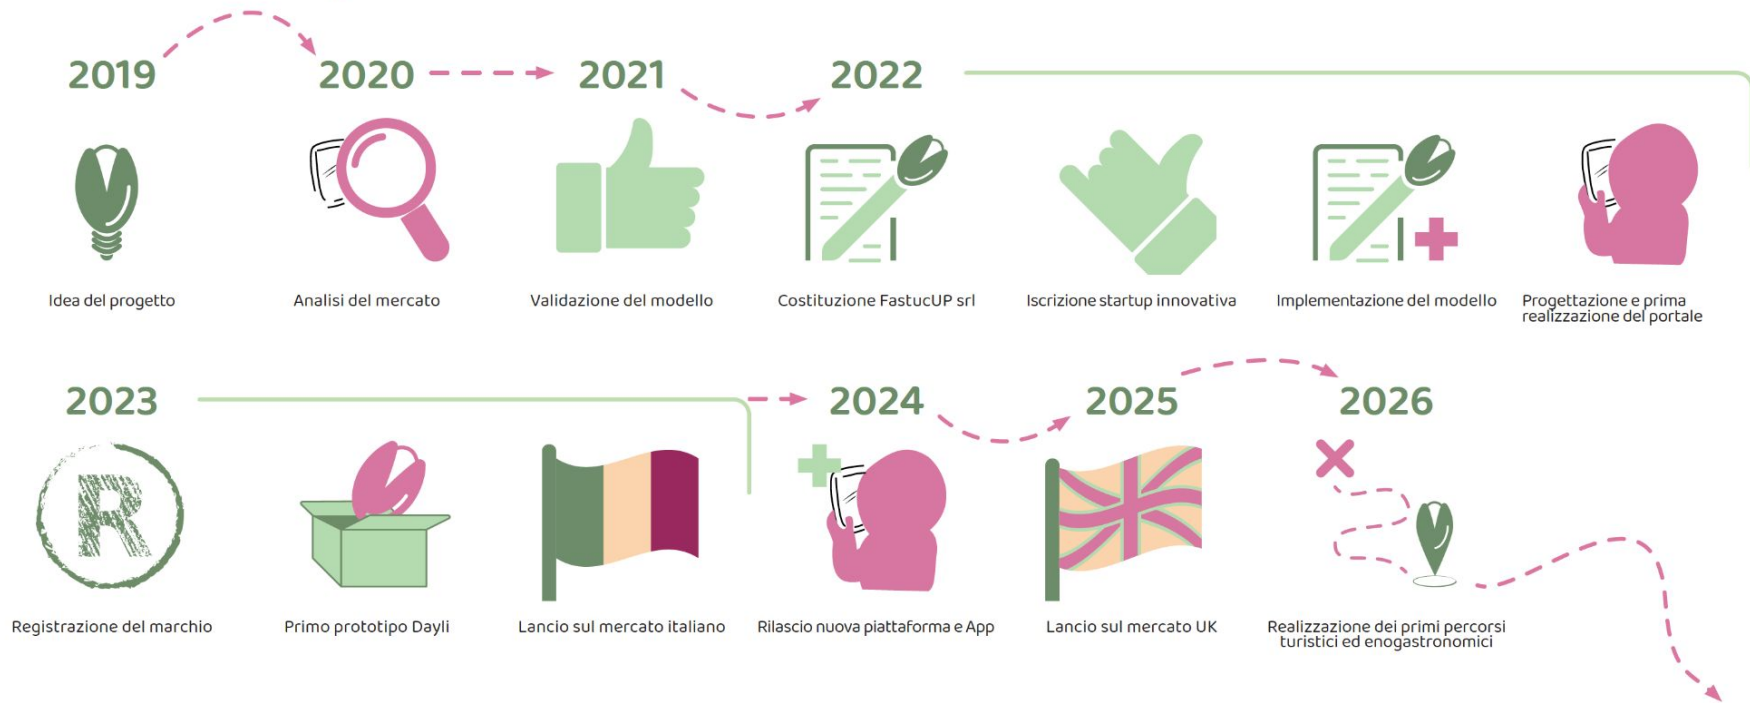 2019
2020
2021
2022
Idea del progetto
Analisi del mercato
Validazione del modello
Costituzione FastucUP srl
Iscrizione startup innovativa
Implementazione del modello
Progettazione e prima
realizzazione del portale
2023
2024
2025
2026
R
Registrazione del marchio
Primo prototipo Dayli
Lancio sul mercato italiano
Rilascio nuova piattaforma e App
Lancio sul mercato UK
Realizzazione dei primi percorsi
turistici ed enogastronomici